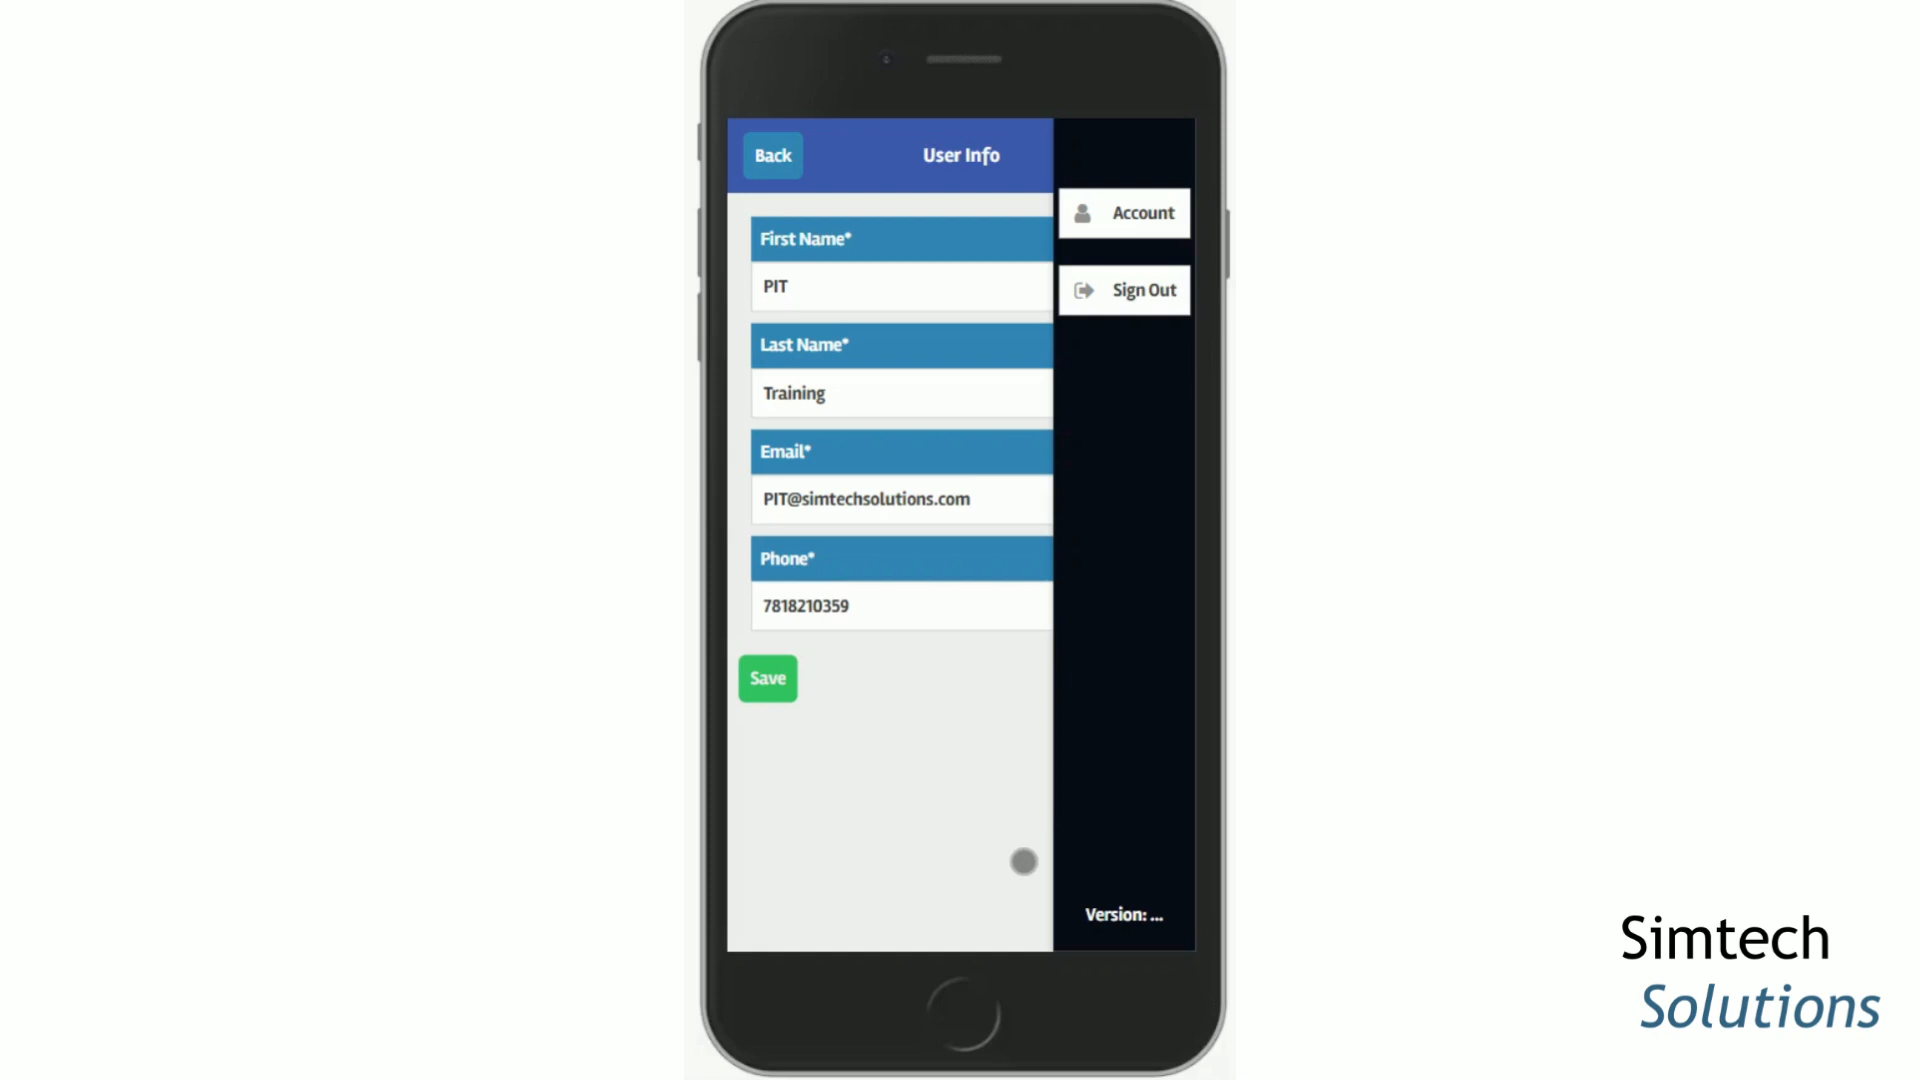 Back
User Info
First Name*
PIT
Last Name*
Training
Email*
PIT@simtechsolutions.com
Phone*
7818210359
Save
Account
Sign Out
Version: ...
Simtech
Solutions